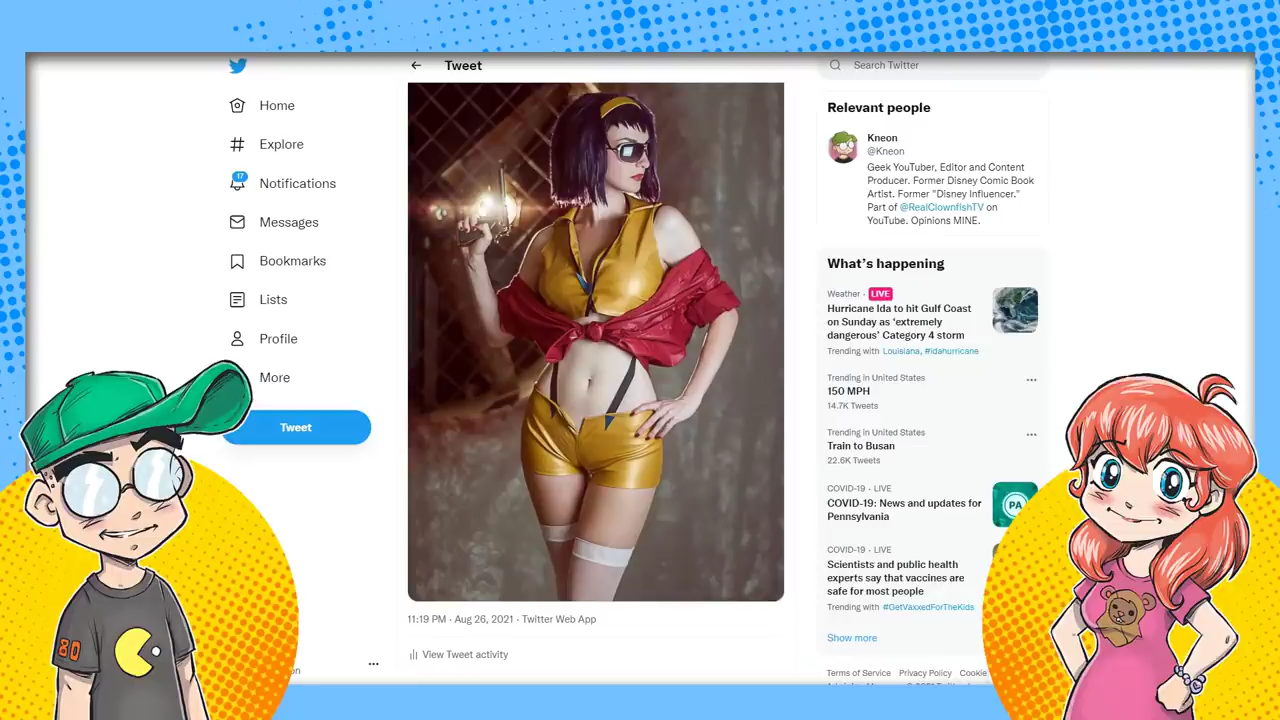 Home
Explore
17
Notifications
Messages
Bookmarks
Lists
Profile
More
Tweet
Tweet
11:19 PM · Aug 26, 2021 · Twitter Web App
View Tweet activity
Search Twitter
Relevant people
Kneon
@Kneon
Geek YouTuber, Editor and Content
Producer. Former Disney Comic Book
Artist. Former "Disney Influencer."
Part of @RealClownfishTV on
YouTube. Opinions MINE.
What's happening
Weather · LIVE
Hurricane Ida to hit Gulf Coast
on Sunday as 'extremely
dangerous' Category 4 storm
Trending with Louisiana, #idahurricane
Trending in United States
150 MPH
14.7K Tweets
Trending in United States
Train to Busan
22.6K Tweets
COVID-19 · LIVE
COVID-19: News and updates for
Pennsylvania
PA
COVID-19 · LIVE
Scientists and public health
experts say that vaccines are
safe for most people
Trending with #GetVaxxedForTheKids
Show more
Terms of Service Privacy Policy Cookie
80